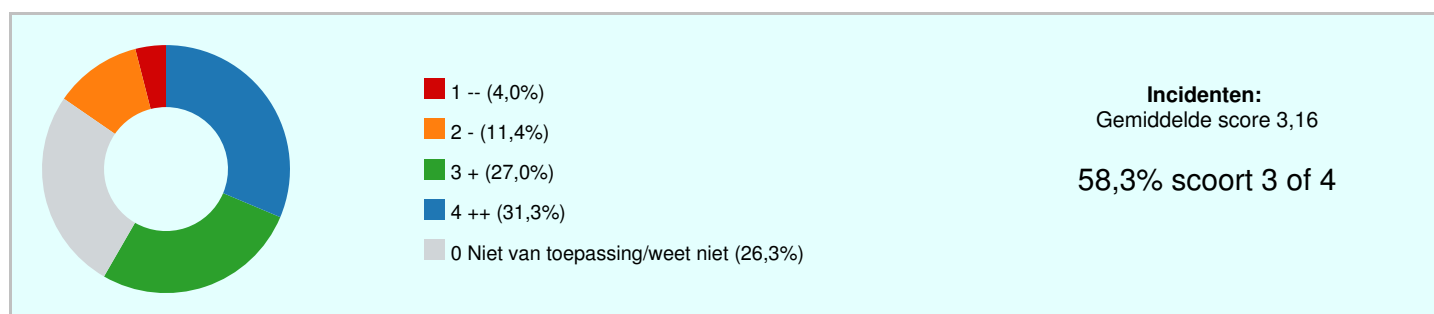 1 -- (4,0%)
2 - (11,4%)
3 + (27,0%)
4 ++ (31,3%)
0 Niet van toepassing/weet niet (26,3%)
Incidenten:
Gemiddelde score 3,16
58,3% scoort 3 of 4